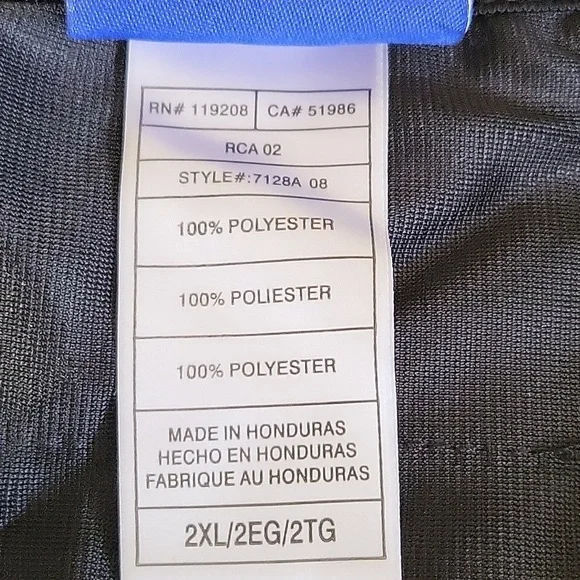 RN# 119208 CA# 51986
RCA 02
STYLE#:7128A 08
100% POLYESTER
100% POLIESTER
100% POLYESTER
MADE IN HONDURAS
HECHO EN HONDURAS
FABRIQUE AU HONDURAS
2XL/2EG/2TG